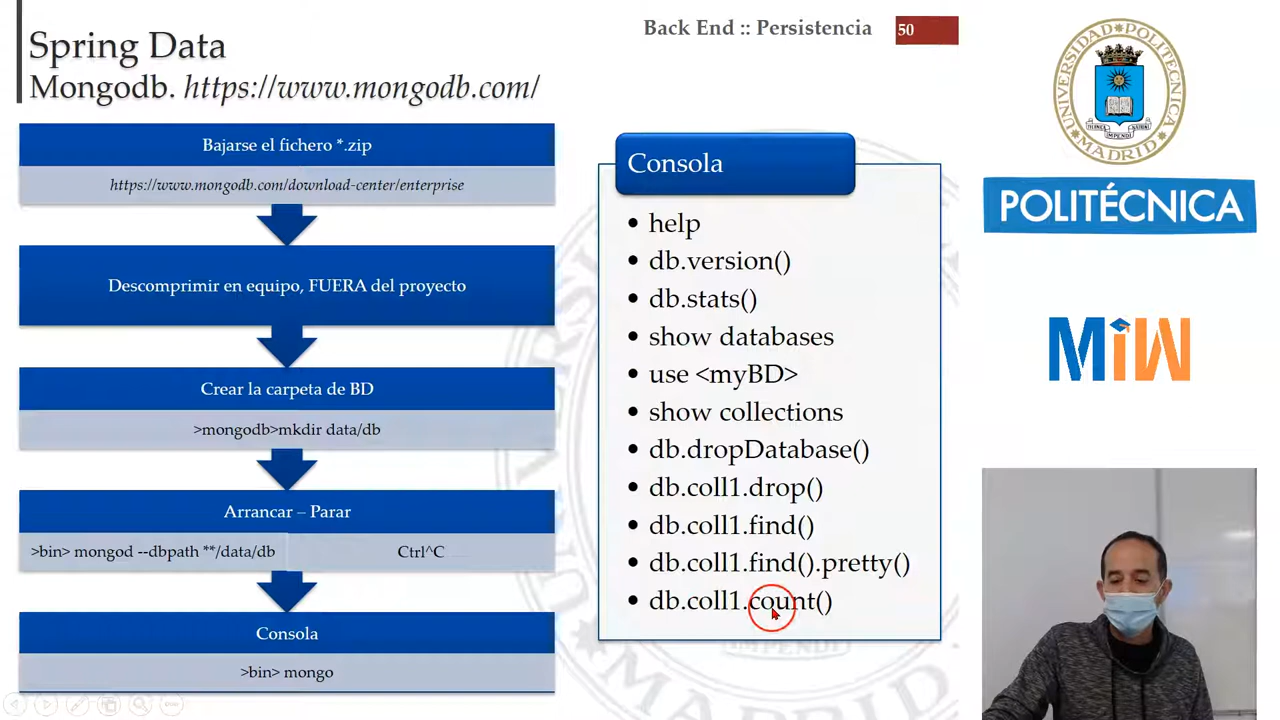 Back End :: Persistencia
50
Spring Data
Mongodb. https://www.mongodb.com/
Bajarse el fichero *.zip
https://www.mongodb.com/download-center/enterprise
Descomprimir en equipo, FUERA del proyecto
Crear la carpeta de BD
>mongodb>mkdir data/db
Arrancar – Parar
>bin> mongod --dbpath **/data/db
Ctrl^C
Consola
>bin> mongo
Consola
• help
• db.version()
• db.stats()
• show databases
• use <myBD>
• show collections
• db.dropDatabase()
• db.coll1.drop()
• db.coll1.find()
• db.coll1.find().pretty()
• db.coll1.count()
UNIVERSIDAD POLITÉCNICA
MADRID
POLITÉCNICA
MiW